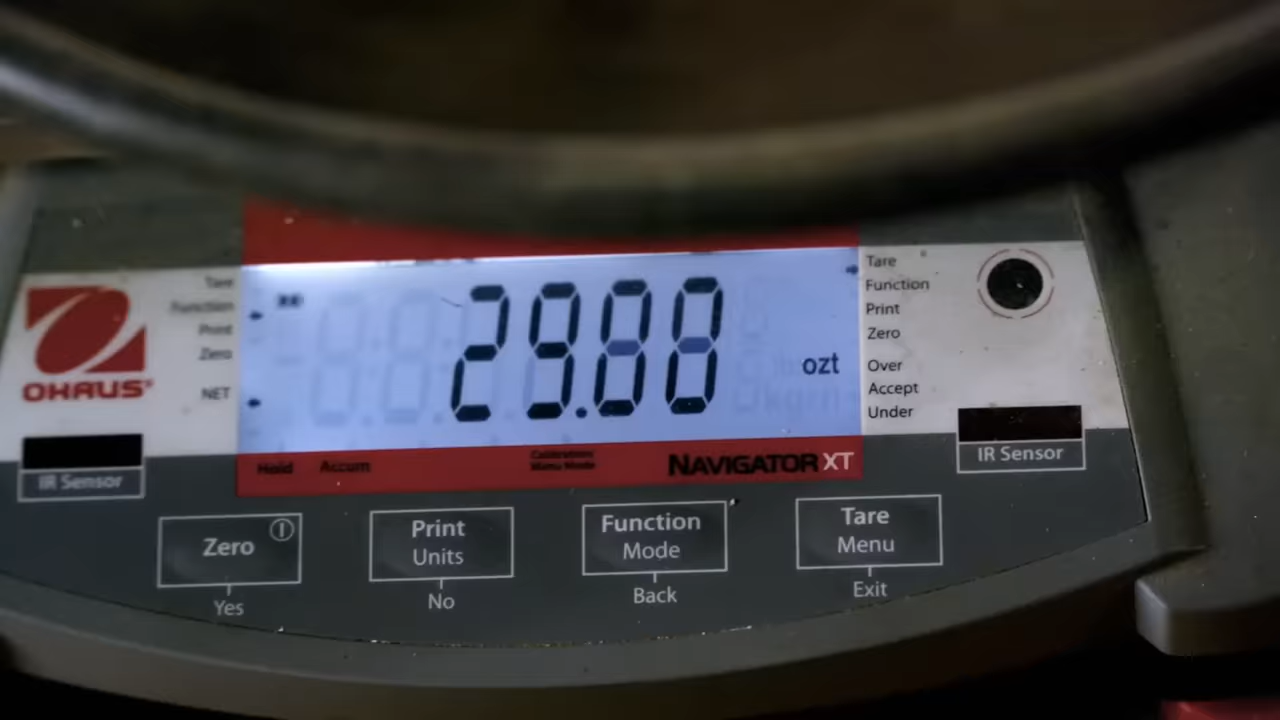 OHAUS
Tare
Function
Print
Zero
NET
29.00 ozt
Tare
Function
Print
Zero
Over
Accept
Under
IR Sensor
Hold Accum
Calibration
Menu Mode
NAVIGATOR XT
IR Sensor
Zero
Yes
Print
Units
No
Function
Mode
Back
Tare
Menu
Exit